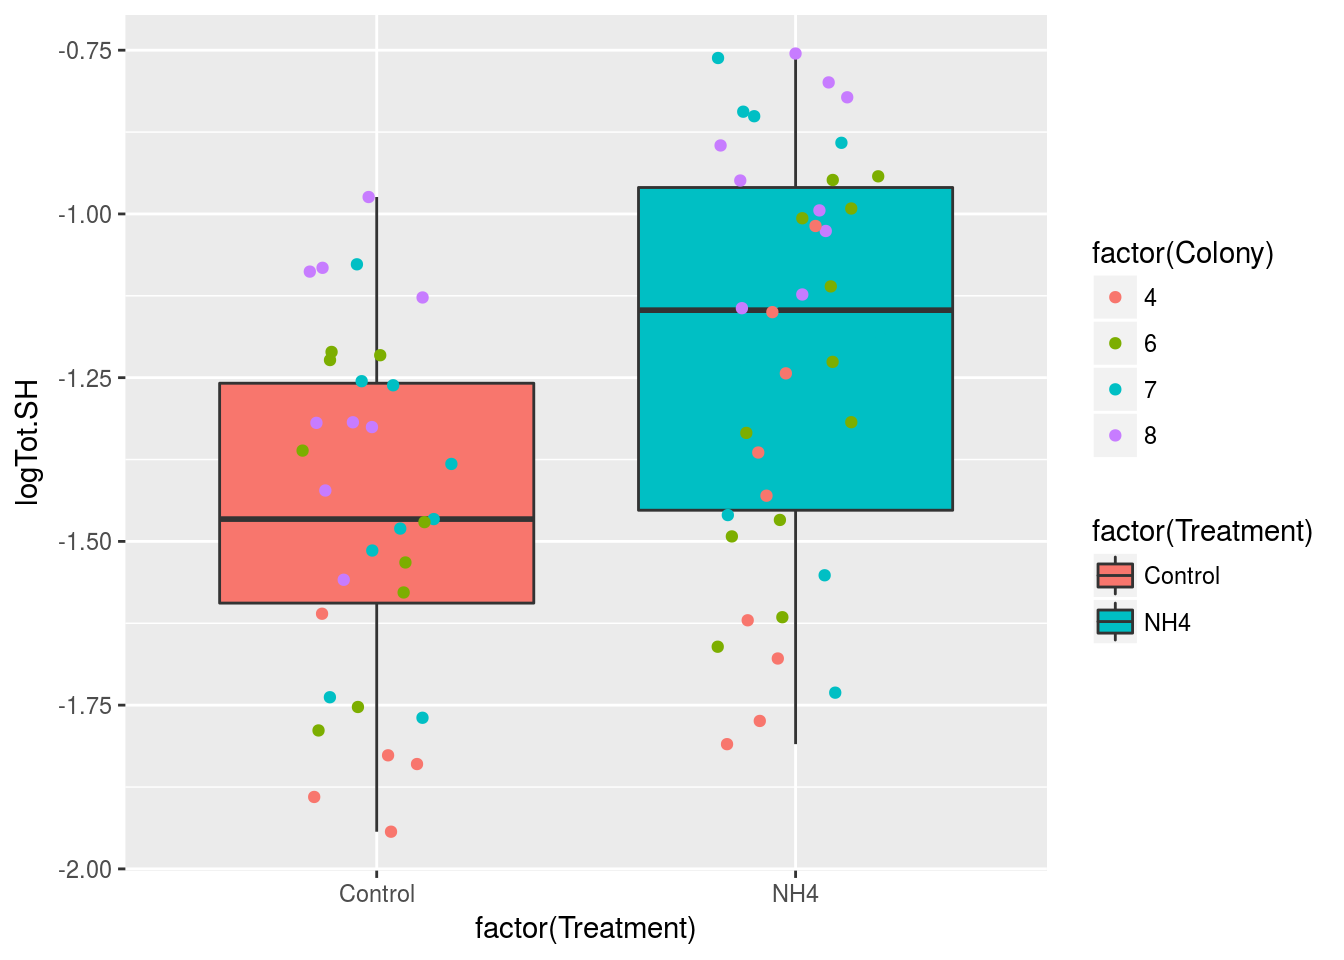 -0.75
-1.00
-1.25
-1.50
-1.75
-2.00
logTot.SH
Control
NH4
factor(Treatment)
factor(Colony)
4
6
7
8
factor(Treatment)
Control
NH4